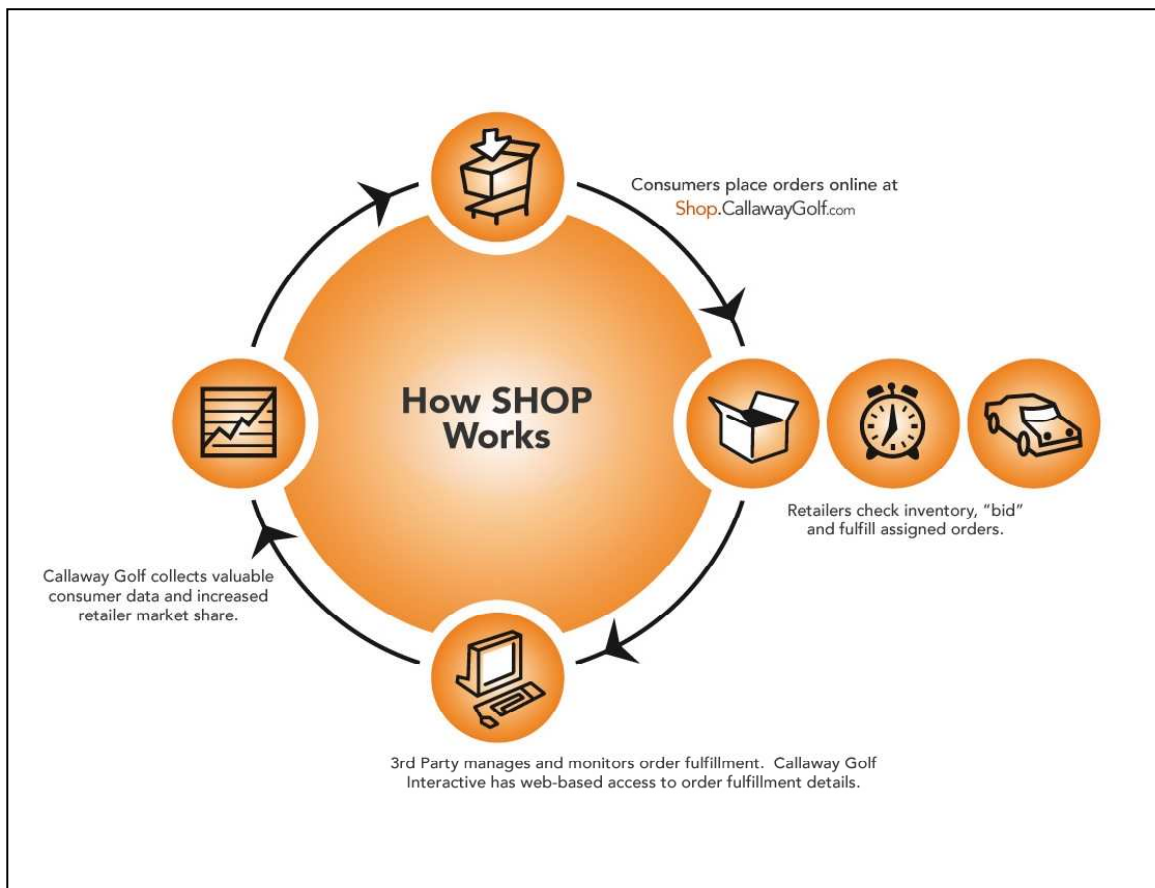 Consumers place orders online at
Shop.CallawayGolf.com
How SHOP
Works
Retailers check inventory, “bid”
and fulfill assigned orders.
Callaway Golf collects valuable
consumer data and increased
retailer market share.
3rd Party manages and monitors order fulfillment.  Callaway Golf
Interactive has web-based access to order fulfillment details.